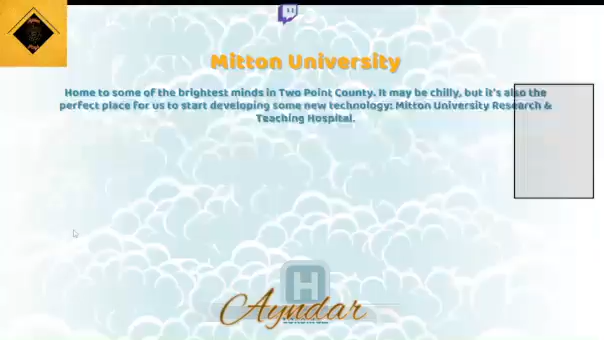 Mitton University
Home to some of the brightest minds in Two Point County. It may be chilly, but it's also the
perfect place for us to start developing some new technology: Mitton University Research &
Teaching Hospital.
H
Ayndar